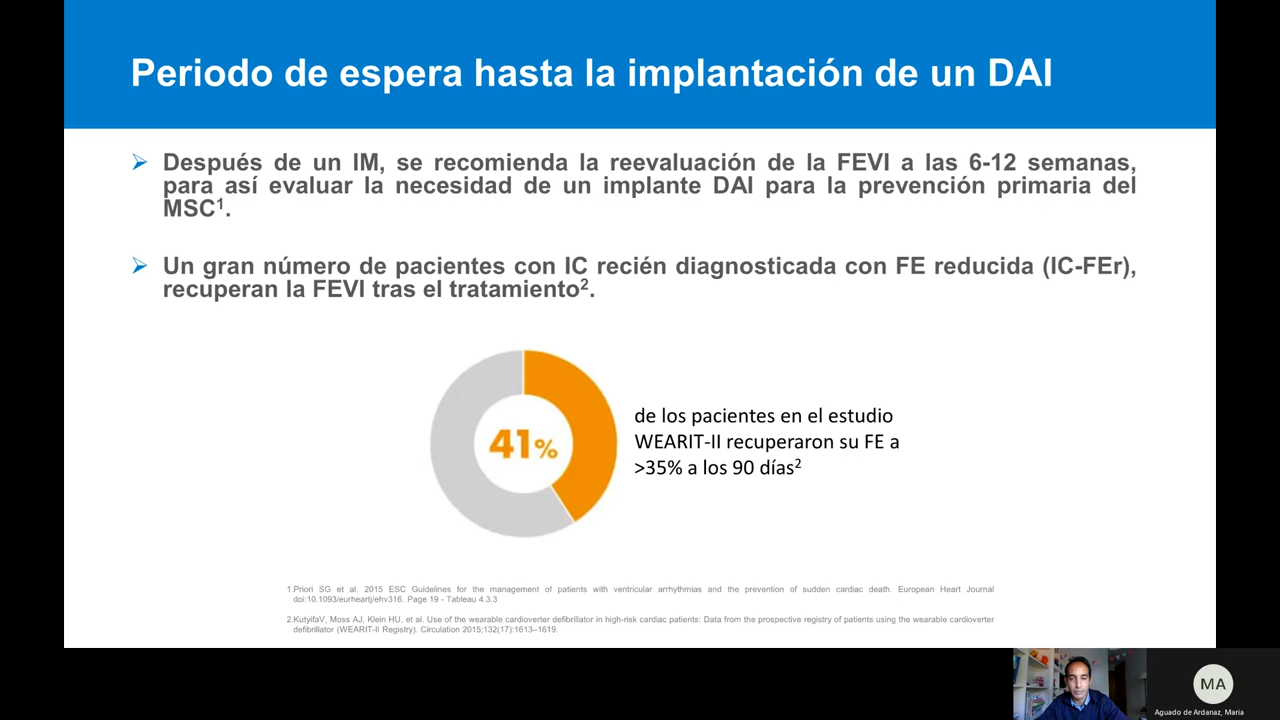 Periodo de espera hasta la implantación de un DAI
Después de un IM, se recomienda la reevaluación de la FEVI a las 6-12 semanas,
para así evaluar la necesidad de un implante DAI para la prevención primaria del
MSC1.
Un gran número de pacientes con IC recién diagnosticada con FE reducida (IC-FEr),
recuperan la FEVI tras el tratamiento2.
41%
de los pacientes en el estudio
WEARIT-II recuperaron su FE a
>35% a los 90 días2
1.Priori SG et al. 2015 ESC Guidelines for the management of patients with ventricular arrhythmias and the prevention of sudden cardiac death. European Heart Journal
doi:10.1093/eurheartj/ehv316. Page 19 - Tableau 4.3.3
2.KutyifaV, Moss AJ, Klein HU, et al. Use of the wearable cardioverter defibrillator in high-risk cardiac patients: Data from the prospective registry of patients using the wearable cardioverter
defibrillator (WEARIT-II Registry). Circulation 2015;132(17):1613–1619.
MA
Aguado de Ardanaz, Maria